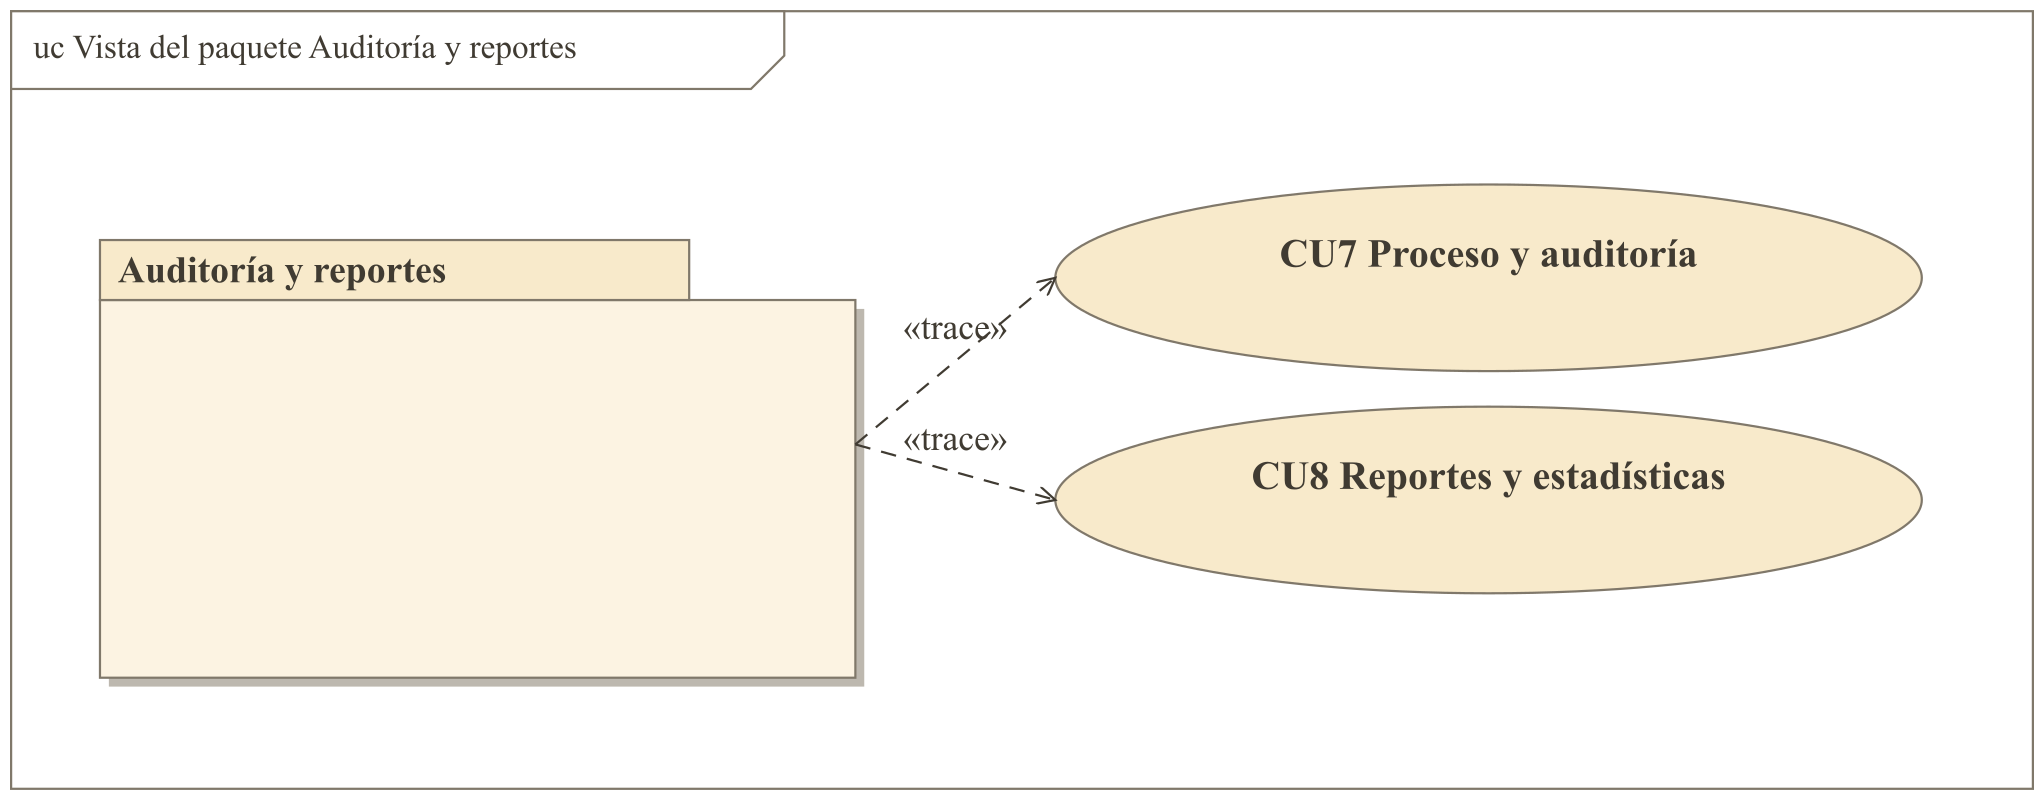 uc Vista del paquete Auditoría y reportes
Auditoría y reportes
CU7 Proceso y auditoría
«trace»
«trace»
CU8 Reportes y estadísticas